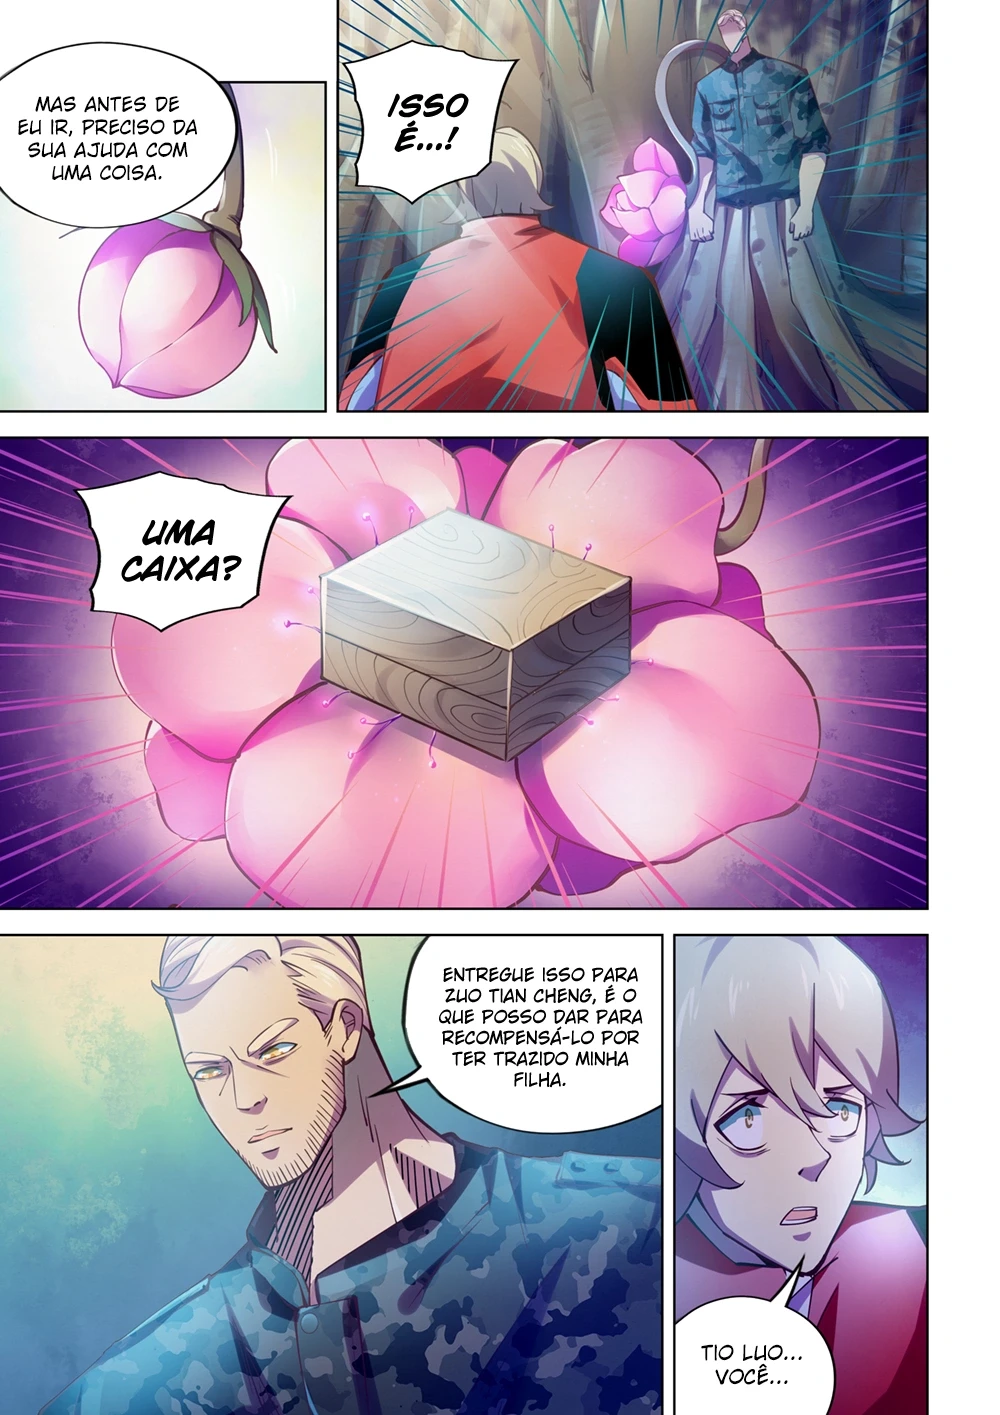 MAS ANTES DE
EU IR, PRECISO DA
SUA AJUDA COM
UMA COISA.
ISSO
É...!
UMA
CAIXA?
ENTREGUE ISSO PARA
ZUO TIAN CHENG, É O
QUE POSSO DAR PARA
RECOMPENSÁ-LO POR
TER TRAZIDO MINHA
FILHA.
TIO LUO...
VOCÊ...